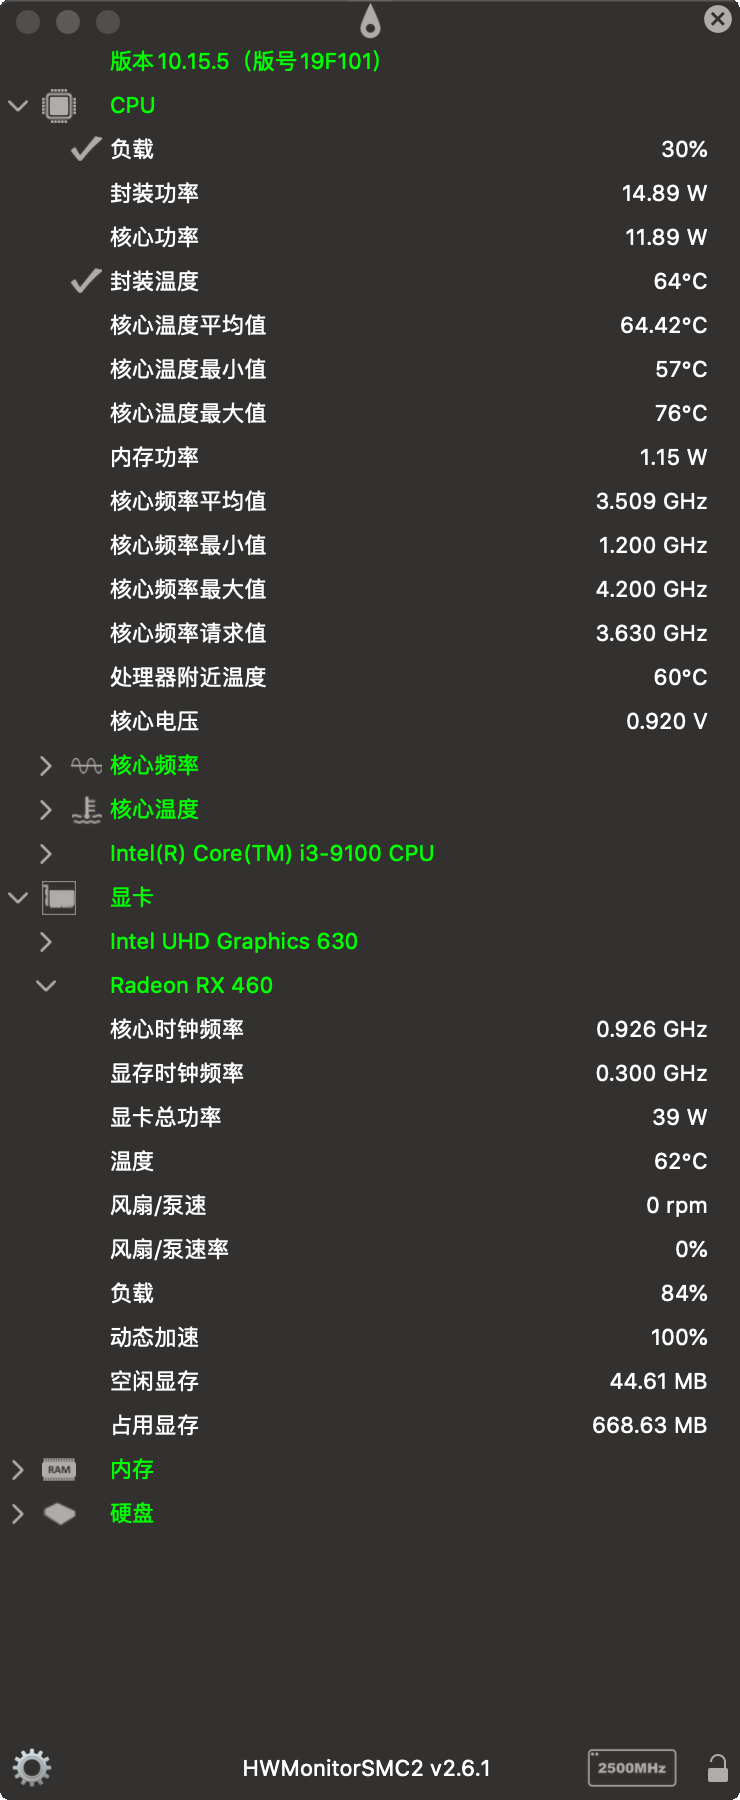 版本10.15.5（版号19F101）
CPU
负载 30%
封装功率 14.89 W
核心功率 11.89 W
封装温度 64°C
核心温度平均值 64.42°C
核心温度最小值 57°C
核心温度最大值 76°C
内存功率 1.15 W
核心频率平均值 3.509 GHz
核心频率最小值 1.200 GHz
核心频率最大值 4.200 GHz
核心频率请求值 3.630 GHz
处理器附近温度 60°C
核心电压 0.920 V
核心频率
核心温度
Intel(R) Core(TM) i3-9100 CPU
显卡
Intel UHD Graphics 630
Radeon RX 460
核心时钟频率 0.926 GHz
显存时钟频率 0.300 GHz
显卡总功率 39 W
温度 62°C
风扇/泵速 0 rpm
风扇/泵速率 0%
负载 84%
动态加速 100%
空闲显存 44.61 MB
占用显存 668.63 MB
RAM 内存
硬盘
HWMonitorSMC2 v2.6.1 2500MHz